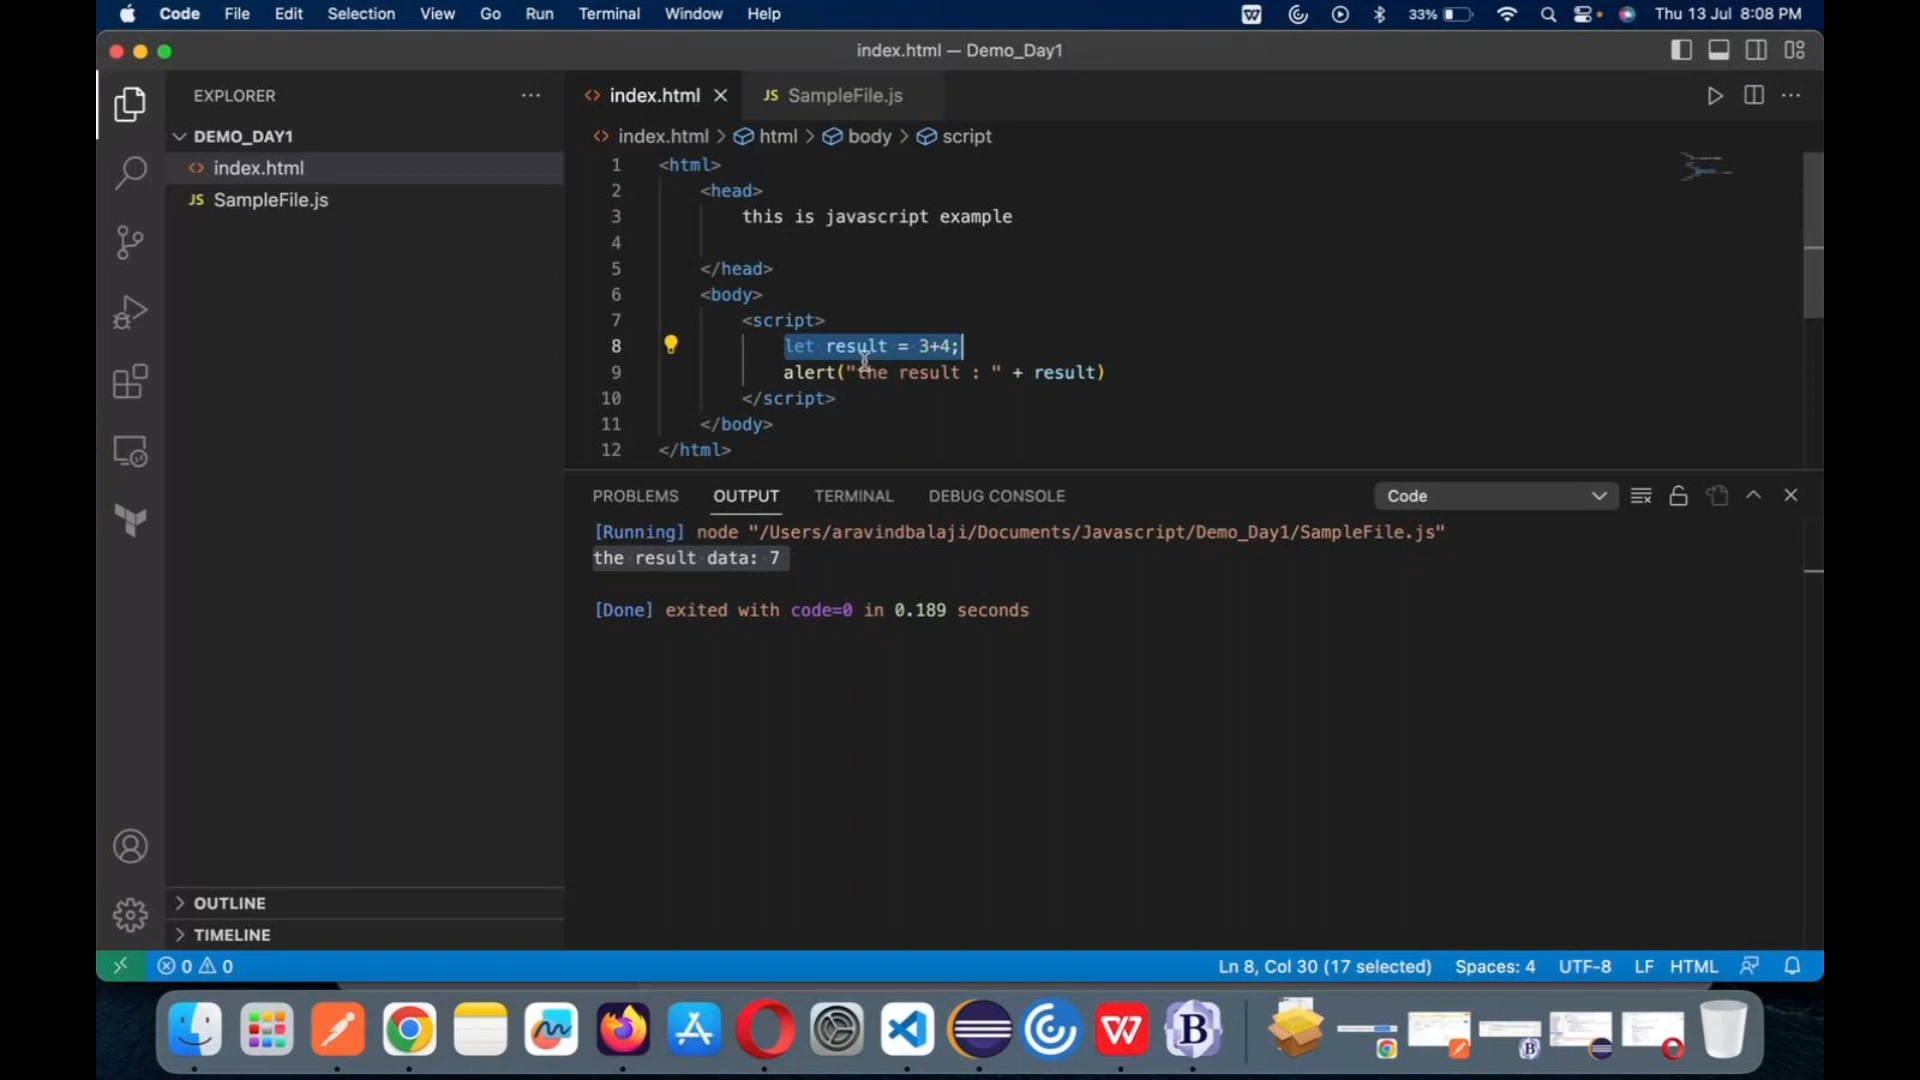 Code File Edit Selection View Go Run Terminal Window Help 33% Thu 13 Jul 8:08 PM
index.html — Demo_Day1
EXPLORER
DEMO_DAY1
index.html
JS SampleFile.js
OUTLINE
TIMELINE
index.html JS SampleFile.js
index.html > html > body > script
1 <html>
2 <head>
3 this is javascript example
4
5 </head>
6 <body>
7 <script>
8 let result = 3+4;
9 alert("the result : " + result)
10 </script>
11 </body>
12 </html>
PROBLEMS OUTPUT TERMINAL DEBUG CONSOLE Code
[Running] node "/Users/aravindbalaji/Documents/Javascript/Demo_Day1/SampleFile.js"
the result data: 7
[Done] exited with code=0 in 0.189 seconds
0 0 Ln 8, Col 30 (17 selected) Spaces: 4 UTF-8 LF HTML